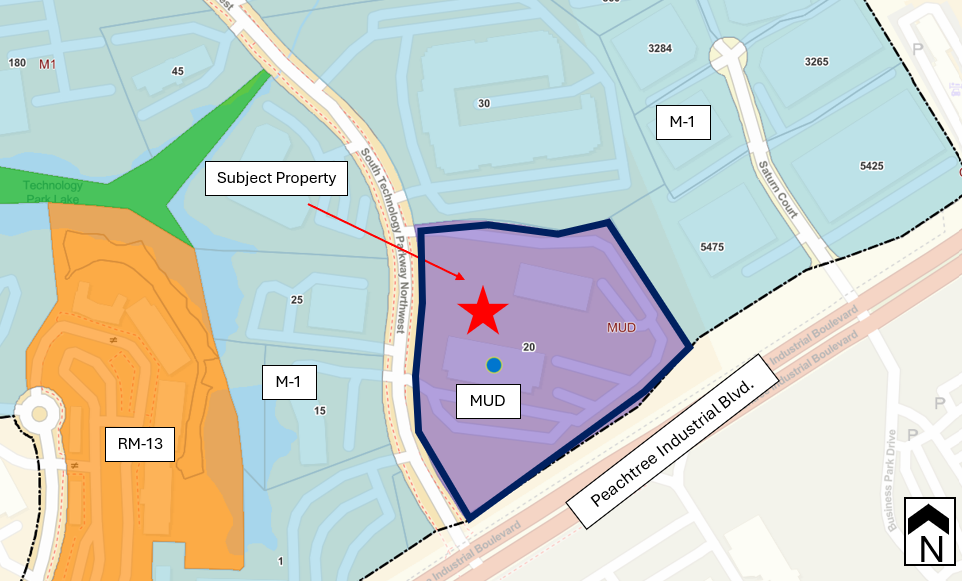 180
M1
45
30
3284
3265
P
M-1
5425
Saturn Court
Subject Property
Technology
Park Lake
South Technology Parkway Northwest
5475
25
MUD
20
MUD
M-1
15
RM-13
Industrial Boulevard
Industrial Boulevard
Peachtree Industrial Blvd.
P
P
Business Park Drive
Industrial Boulevard
1
N